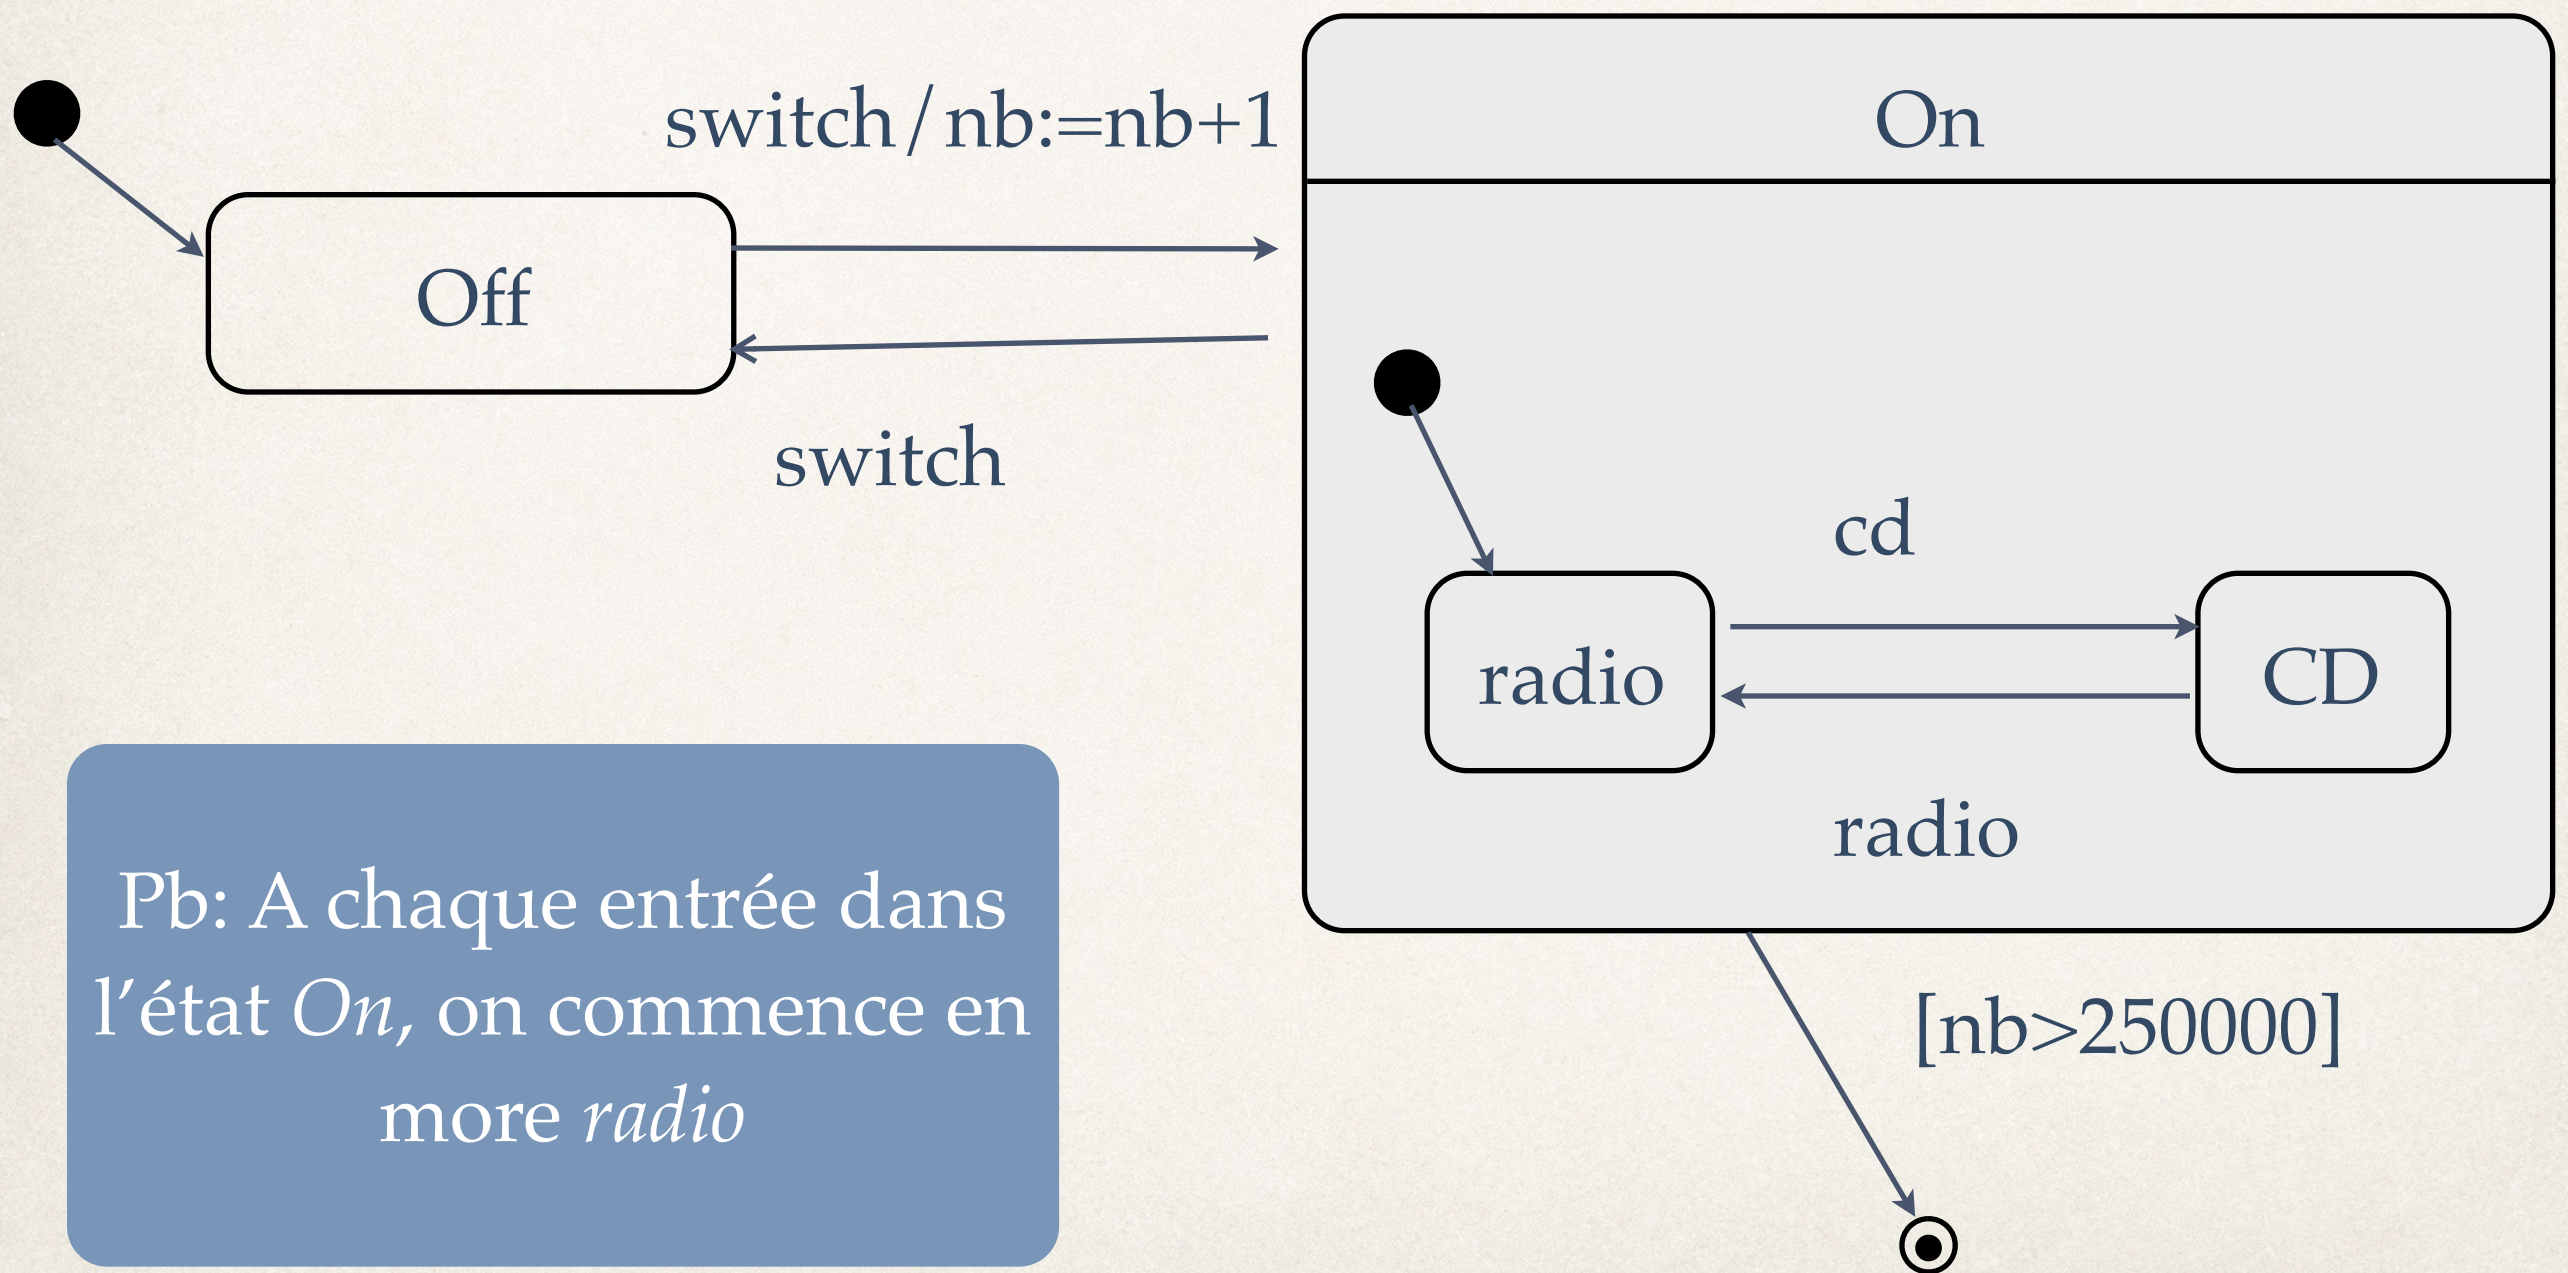 switch/nb:=nb+1
On
Off
switch
cd
radio
CD
radio
Pb: A chaque entrée dans
l'état On, on commence en
more radio
[nb>250000]